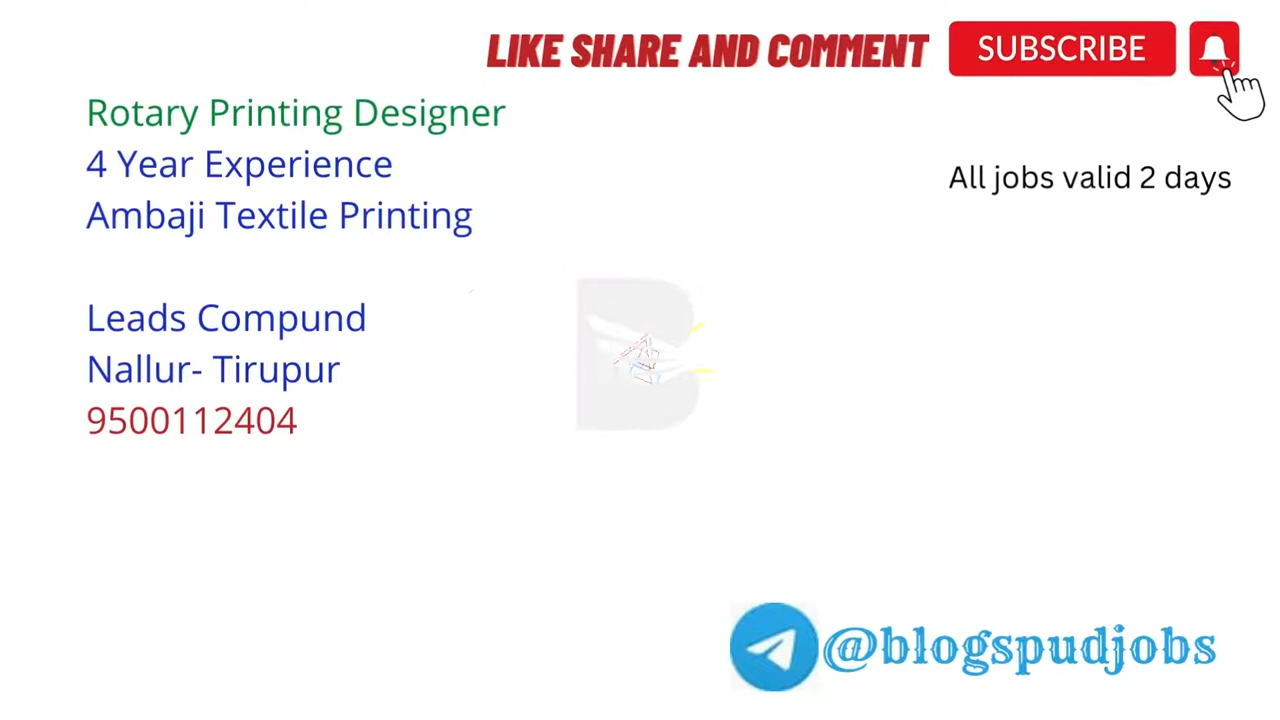 LIKE SHARE AND COMMENT
SUBSCRIBE
Rotary Printing Designer
4 Year Experience
All jobs valid 2 days
Ambaji Textile Printing
Leads Compund
Nallur- Tirupur
9500112404
@blogspudjobs